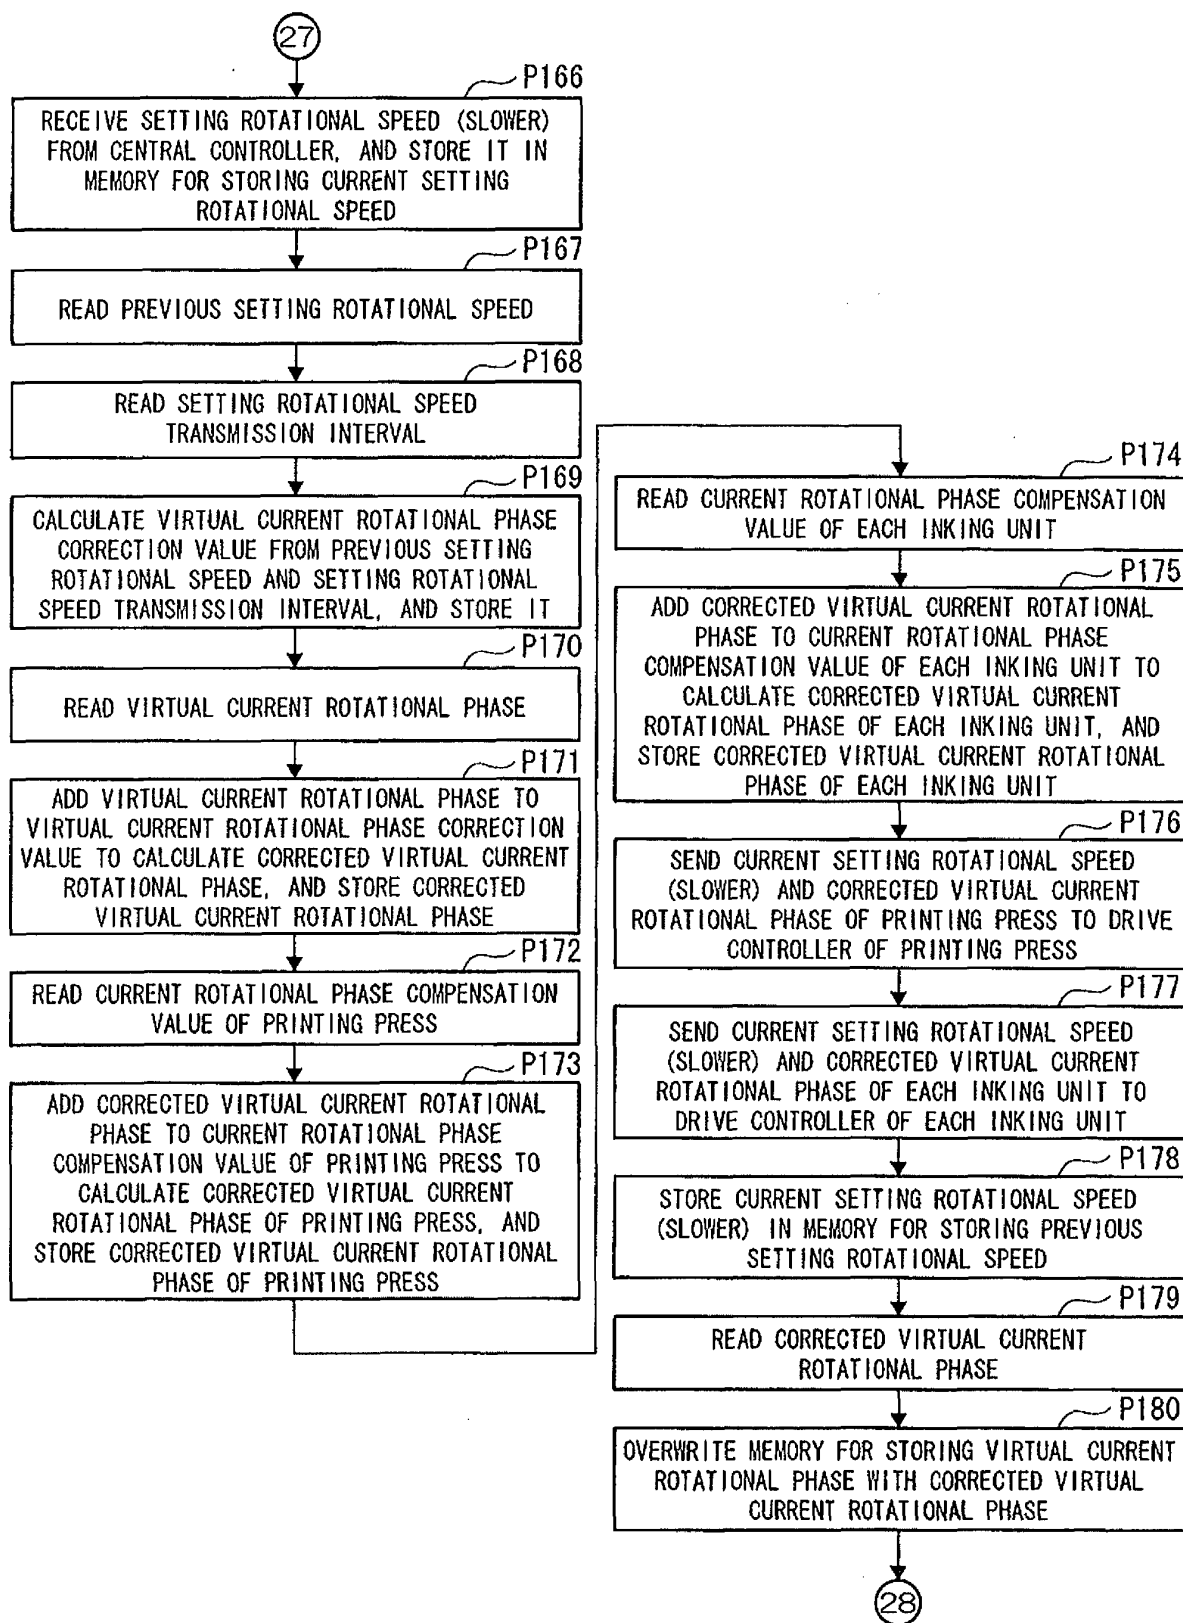 27
P166
RECEIVE SETTING ROTATIONAL SPEED (SLOWER)
FROM CENTRAL CONTROLLER, AND STORE IT IN
MEMORY FOR STORING CURRENT SETTING
ROTATIONAL SPEED
P167
READ PREVIOUS SETTING ROTATIONAL SPEED
P168
READ SETTING ROTATIONAL SPEED
TRANSMISSION INTERVAL
P169
CALCULATE VIRTUAL CURRENT ROTATIONAL PHASE
CORRECTION VALUE FROM PREVIOUS SETTING
ROTATIONAL SPEED AND SETTING ROTATIONAL
SPEED TRANSMISSION INTERVAL, AND STORE IT
P170
READ VIRTUAL CURRENT ROTATIONAL PHASE
P171
ADD VIRTUAL CURRENT ROTATIONAL PHASE TO
VIRTUAL CURRENT ROTATIONAL PHASE CORRECTION
VALUE TO CALCULATE CORRECTED VIRTUAL CURRENT
ROTATIONAL PHASE, AND STORE CORRECTED
VIRTUAL CURRENT ROTATIONAL PHASE
P172
READ CURRENT ROTATIONAL PHASE COMPENSATION
VALUE OF PRINTING PRESS
P173
ADD CORRECTED VIRTUAL CURRENT ROTATIONAL
PHASE TO CURRENT ROTATIONAL PHASE
COMPENSATION VALUE OF PRINTING PRESS TO
CALCULATE CORRECTED VIRTUAL CURRENT
ROTATIONAL PHASE OF PRINTING PRESS, AND
STORE CORRECTED VIRTUAL CURRENT ROTATIONAL
PHASE OF PRINTING PRESS
P174
READ CURRENT ROTATIONAL PHASE COMPENSATION
VALUE OF EACH INKING UNIT
P175
ADD CORRECTED VIRTUAL CURRENT ROTATIONAL
PHASE TO CURRENT ROTATIONAL PHASE
COMPENSATION VALUE OF EACH INKING UNIT TO
CALCULATE CORRECTED VIRTUAL CURRENT
ROTATIONAL PHASE OF EACH INKING UNIT, AND
STORE CORRECTED VIRTUAL CURRENT ROTATIONAL
PHASE OF EACH INKING UNIT
P176
SEND CURRENT SETTING ROTATIONAL SPEED
(SLOWER) AND CORRECTED VIRTUAL CURRENT
ROTATIONAL PHASE OF PRINTING PRESS TO DRIVE
CONTROLLER OF PRINTING PRESS
P177
SEND CURRENT SETTING ROTATIONAL SPEED
(SLOWER) AND CORRECTED VIRTUAL CURRENT
ROTATIONAL PHASE OF EACH INKING UNIT TO
DRIVE CONTROLLER OF EACH INKING UNIT
P178
STORE CURRENT SETTING ROTATIONAL SPEED
(SLOWER) IN MEMORY FOR STORING PREVIOUS
SETTING ROTATIONAL SPEED
P179
READ CORRECTED VIRTUAL CURRENT
ROTATIONAL PHASE
P180
OVERWRITE MEMORY FOR STORING VIRTUAL CURRENT
ROTATIONAL PHASE WITH CORRECTED VIRTUAL
CURRENT ROTATIONAL PHASE
28